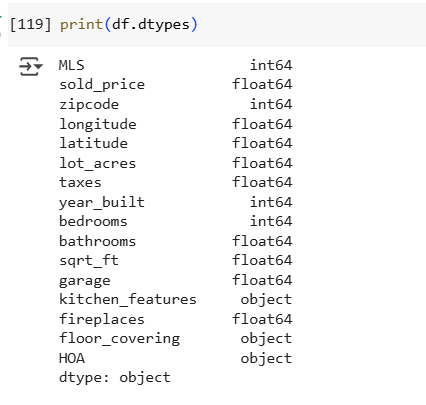 [119] print(df.dtypes)
MLS int64
sold_price float64
zipcode int64
longitude float64
latitude float64
lot_acres float64
taxes float64
year_built int64
bedrooms int64
bathrooms float64
sqrt_ft float64
garage float64
kitchen_features object
fireplaces float64
floor_covering object
HOA object
dtype: object